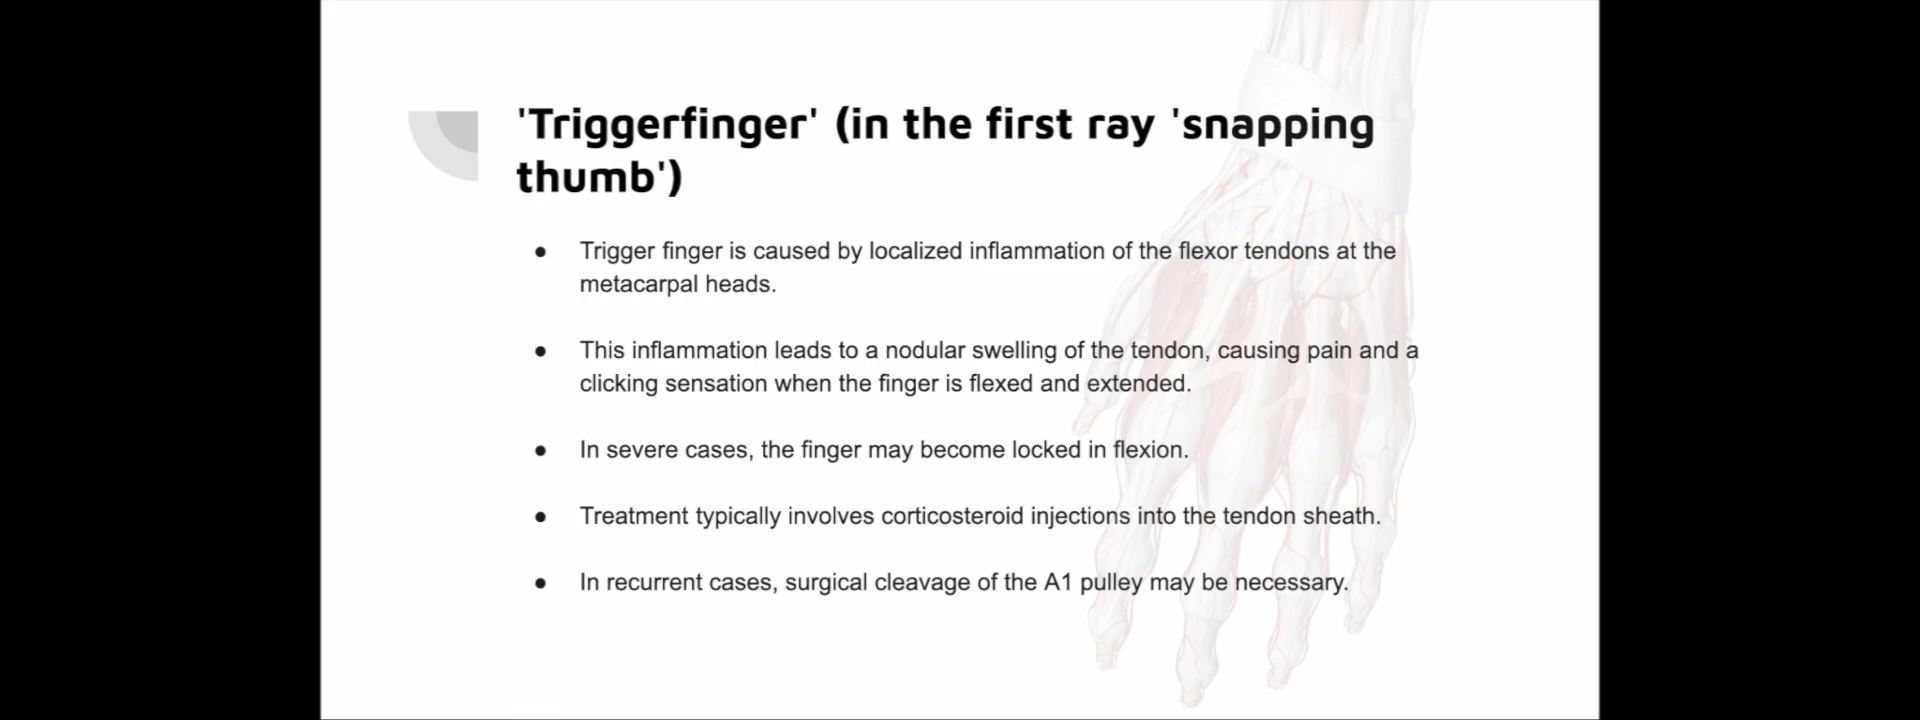 'Triggerfinger' (in the first ray 'snapping
thumb')
● Trigger finger is caused by localized inflammation of the flexor tendons at the
metacarpal heads.
● This inflammation leads to a nodular swelling of the tendon, causing pain and a
clicking sensation when the finger is flexed and extended.
● In severe cases, the finger may become locked in flexion.
● Treatment typically involves corticosteroid injections into the tendon sheath.
● In recurrent cases, surgical cleavage of the A1 pulley may be necessary.